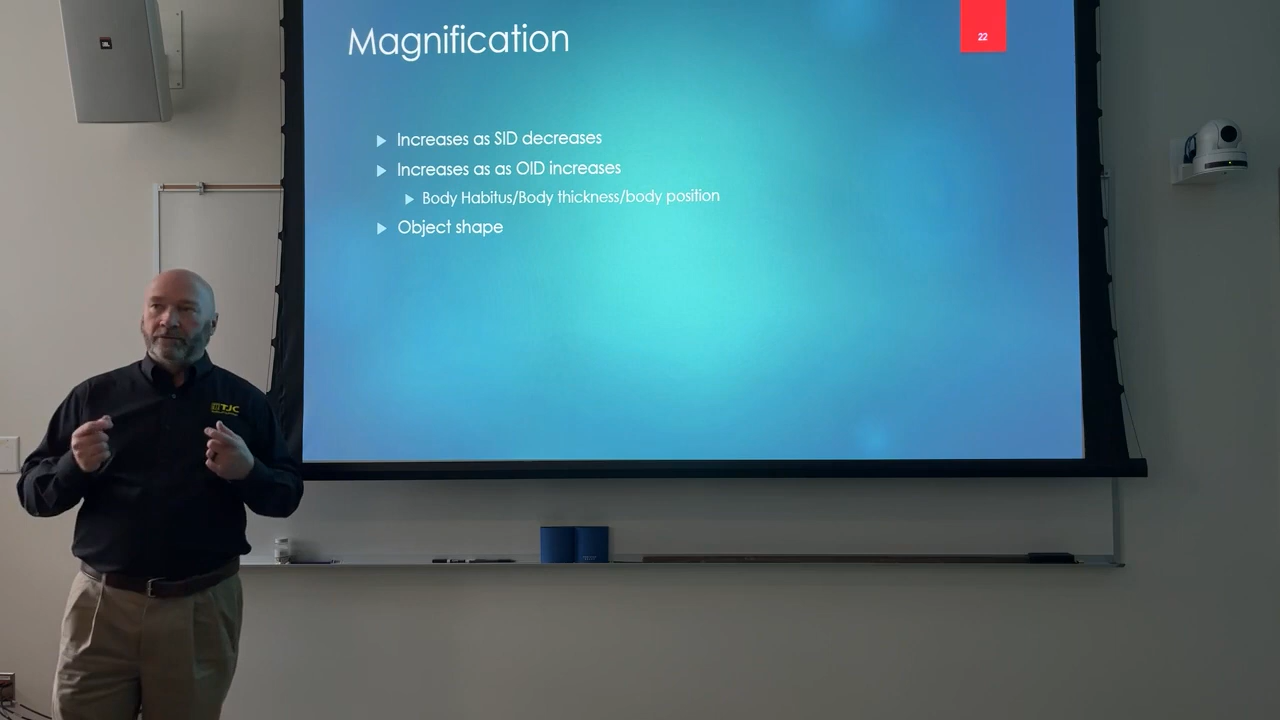 Magnification
22
Increases as SID decreases
Increases as as OID increases
Body Habitus/Body thickness/body position
Object shape
TJC
JBL